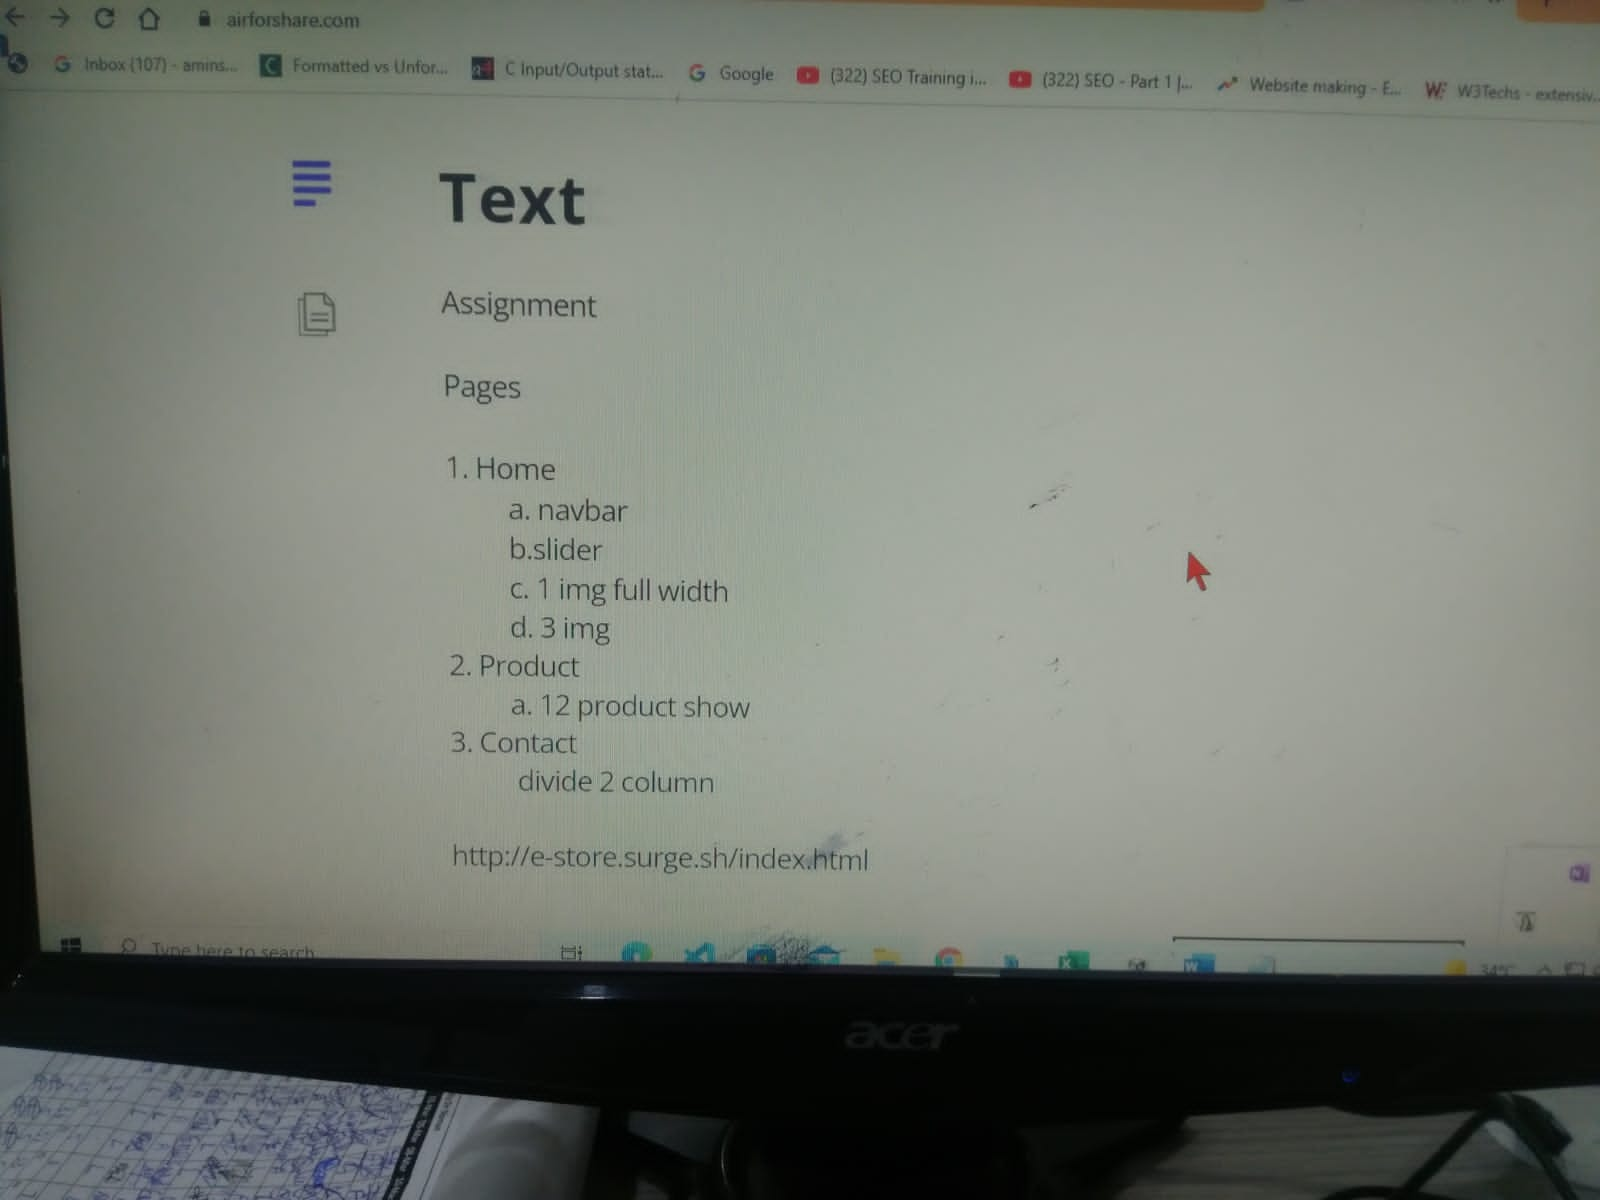 airforshare.com
Inbox (107) - amins... Formatted vs Unfor... C Input/Output stat... Google (322) SEO Training i... (322) SEO - Part 1 |... Website making - E... W3Techs - extensiv...
Text
Assignment
Pages
1. Home
a. navbar
b.slider
c. 1 img full width
d. 3 img
2. Product
a. 12 product show
3. Contact
divide 2 column
http://e-store.surge.sh/index.html
Type here to search
34°C
acer